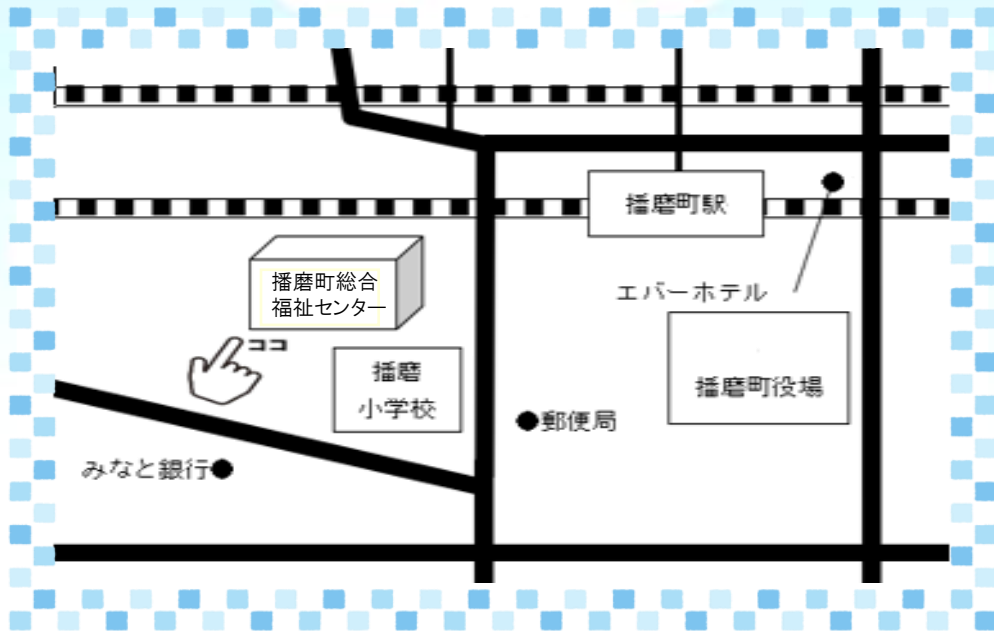 播磨町駅
播磨町総合
福祉センター
エバーホテル
ココ
播磨
小学校
播磨町役場
郵便局
みなと銀行